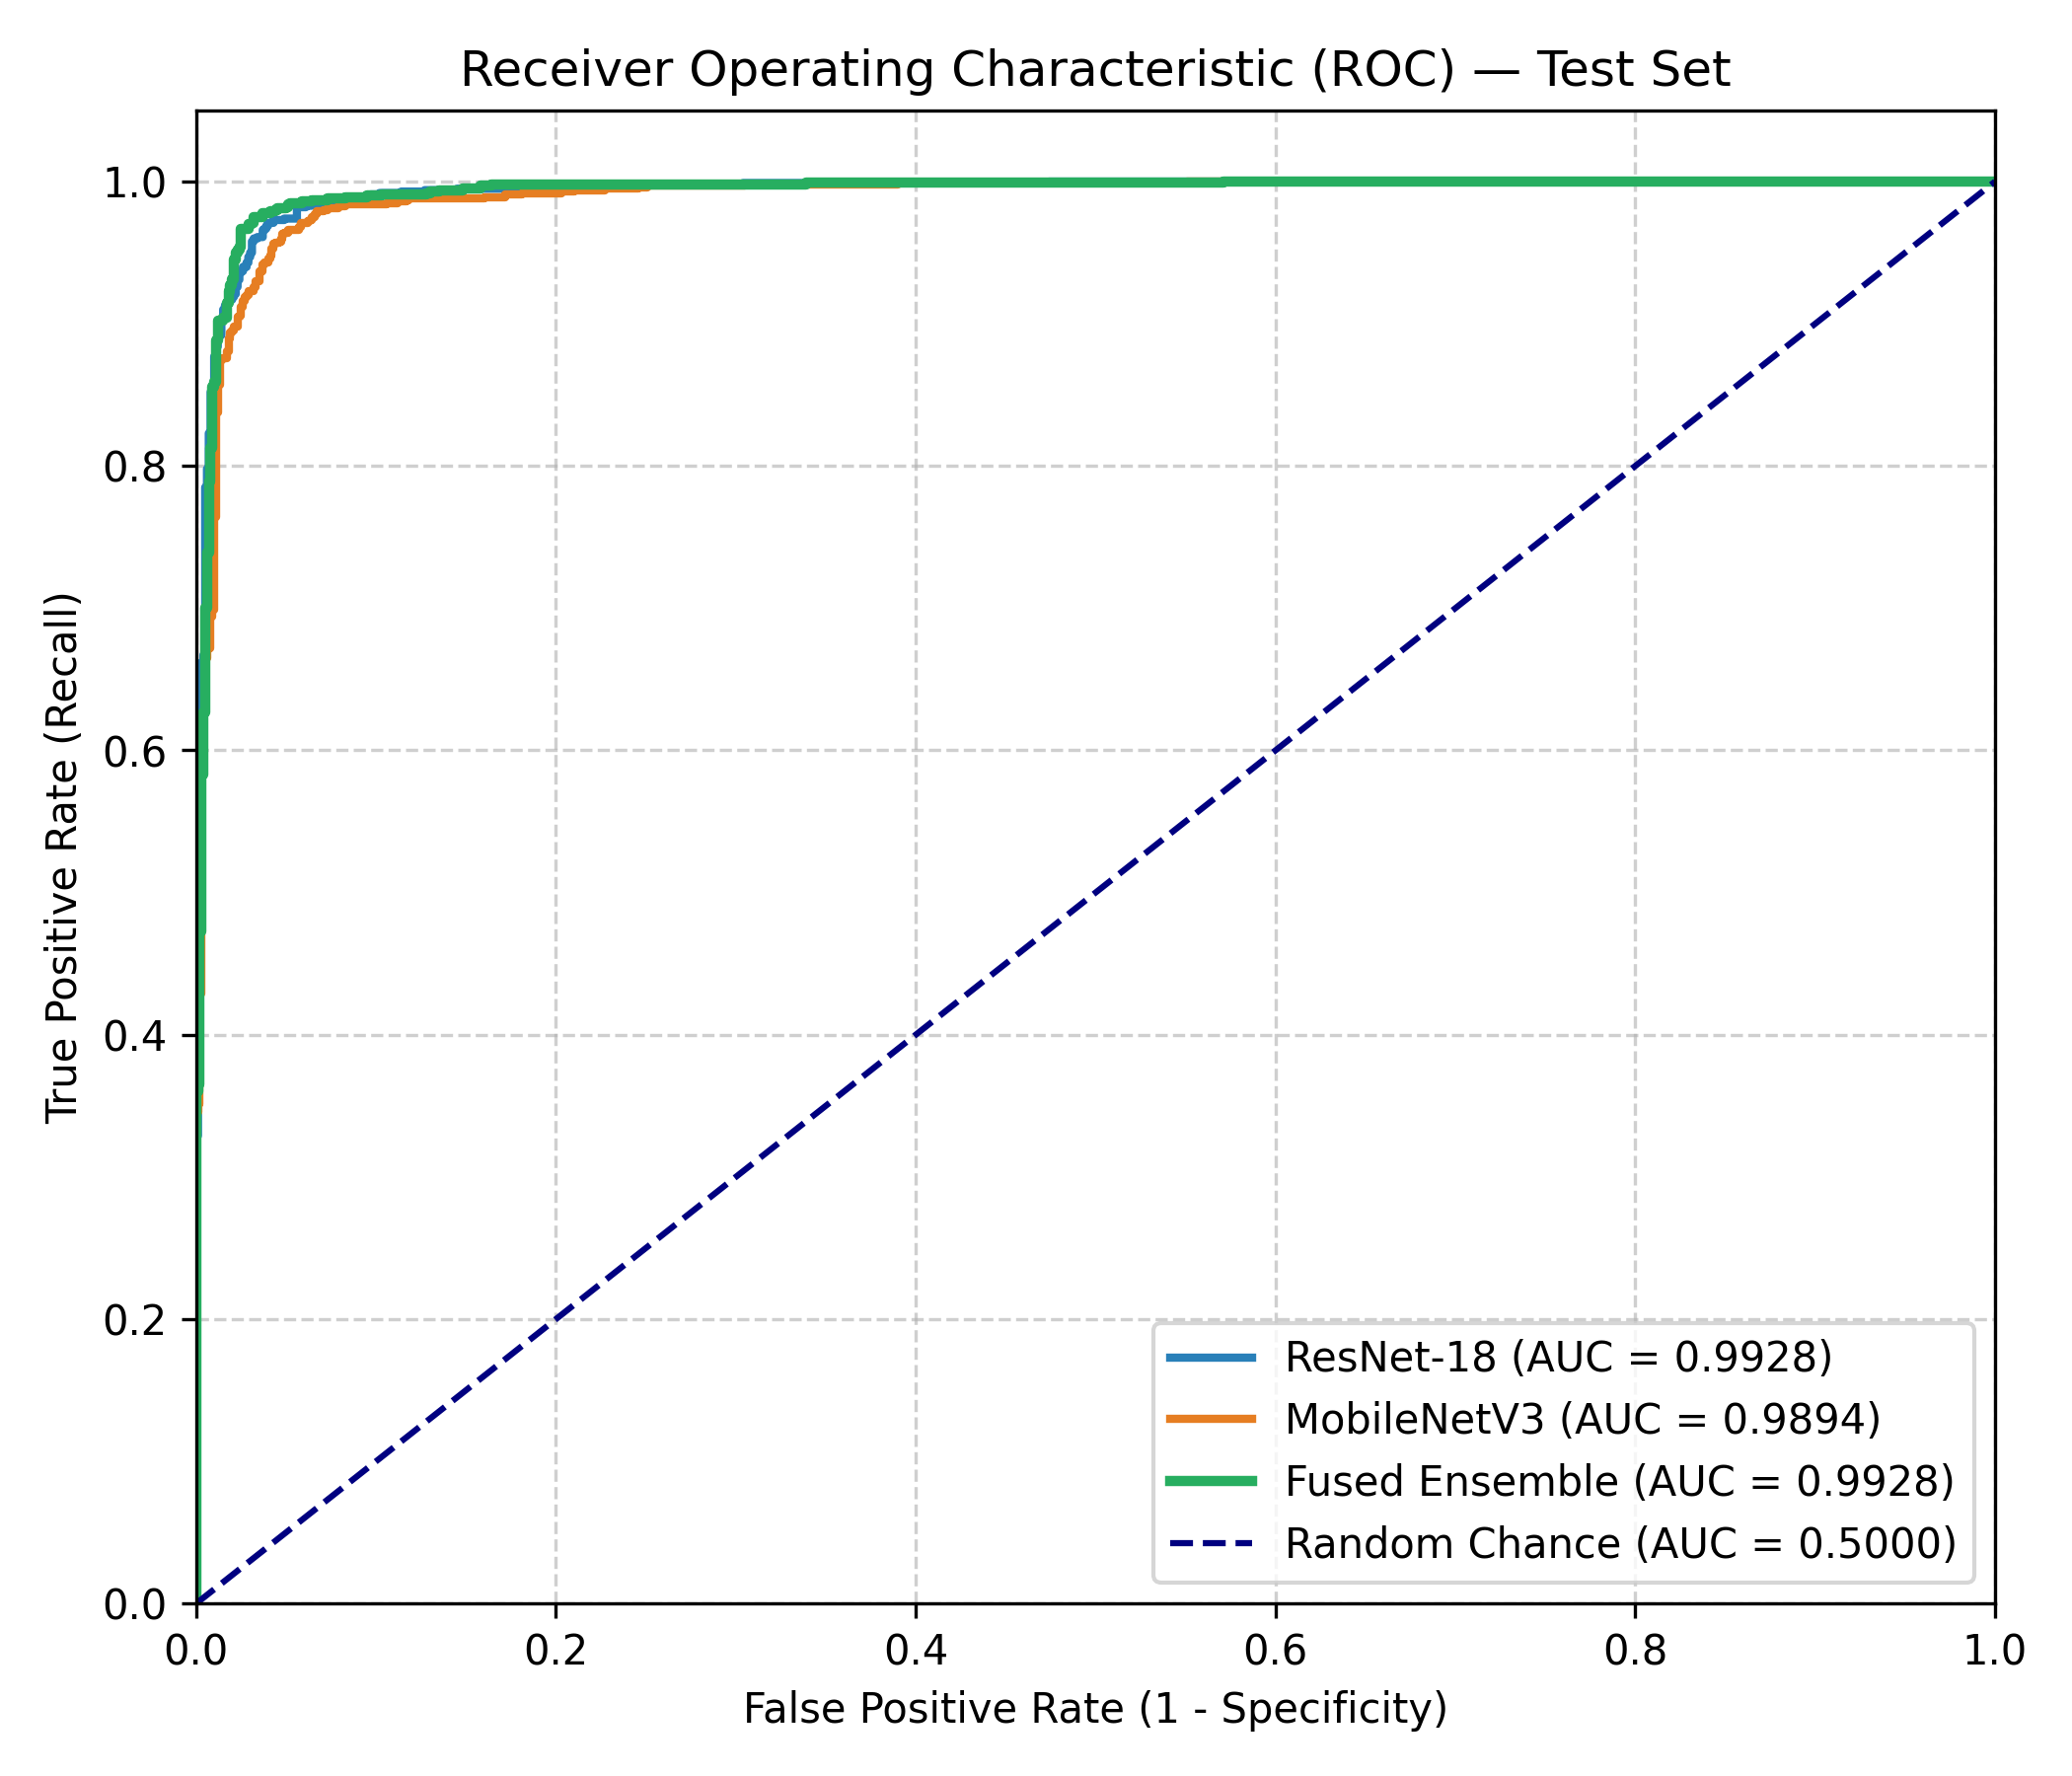 Receiver Operating Characteristic (ROC) — Test Set
True Positive Rate (Recall)
1.0
0.8
0.6
0.4
0.2
0.0
0.0 0.2 0.4 0.6 0.8 1.0
False Positive Rate (1 - Specificity)
ResNet-18 (AUC = 0.9928)
MobileNetV3 (AUC = 0.9894)
Fused Ensemble (AUC = 0.9928)
Random Chance (AUC = 0.5000)